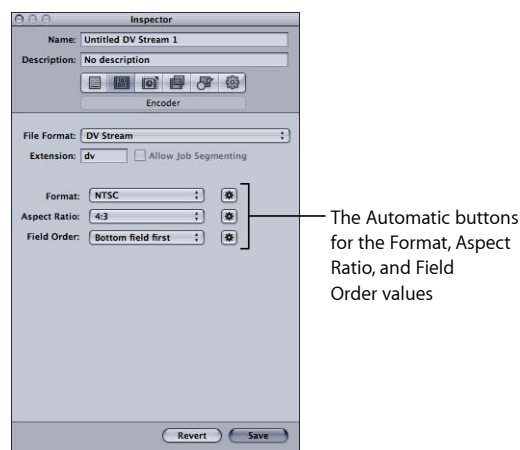 Inspector
Name: Untitled DV Stream 1
Description: No description
Encoder
File Format: DV Stream
Extension: dv Allow Job Segmenting
Format: NTSC
Aspect Ratio: 4:3
Field Order: Bottom field first
The Automatic buttons
for the Format, Aspect
Ratio, and Field
Order values
Revert Save